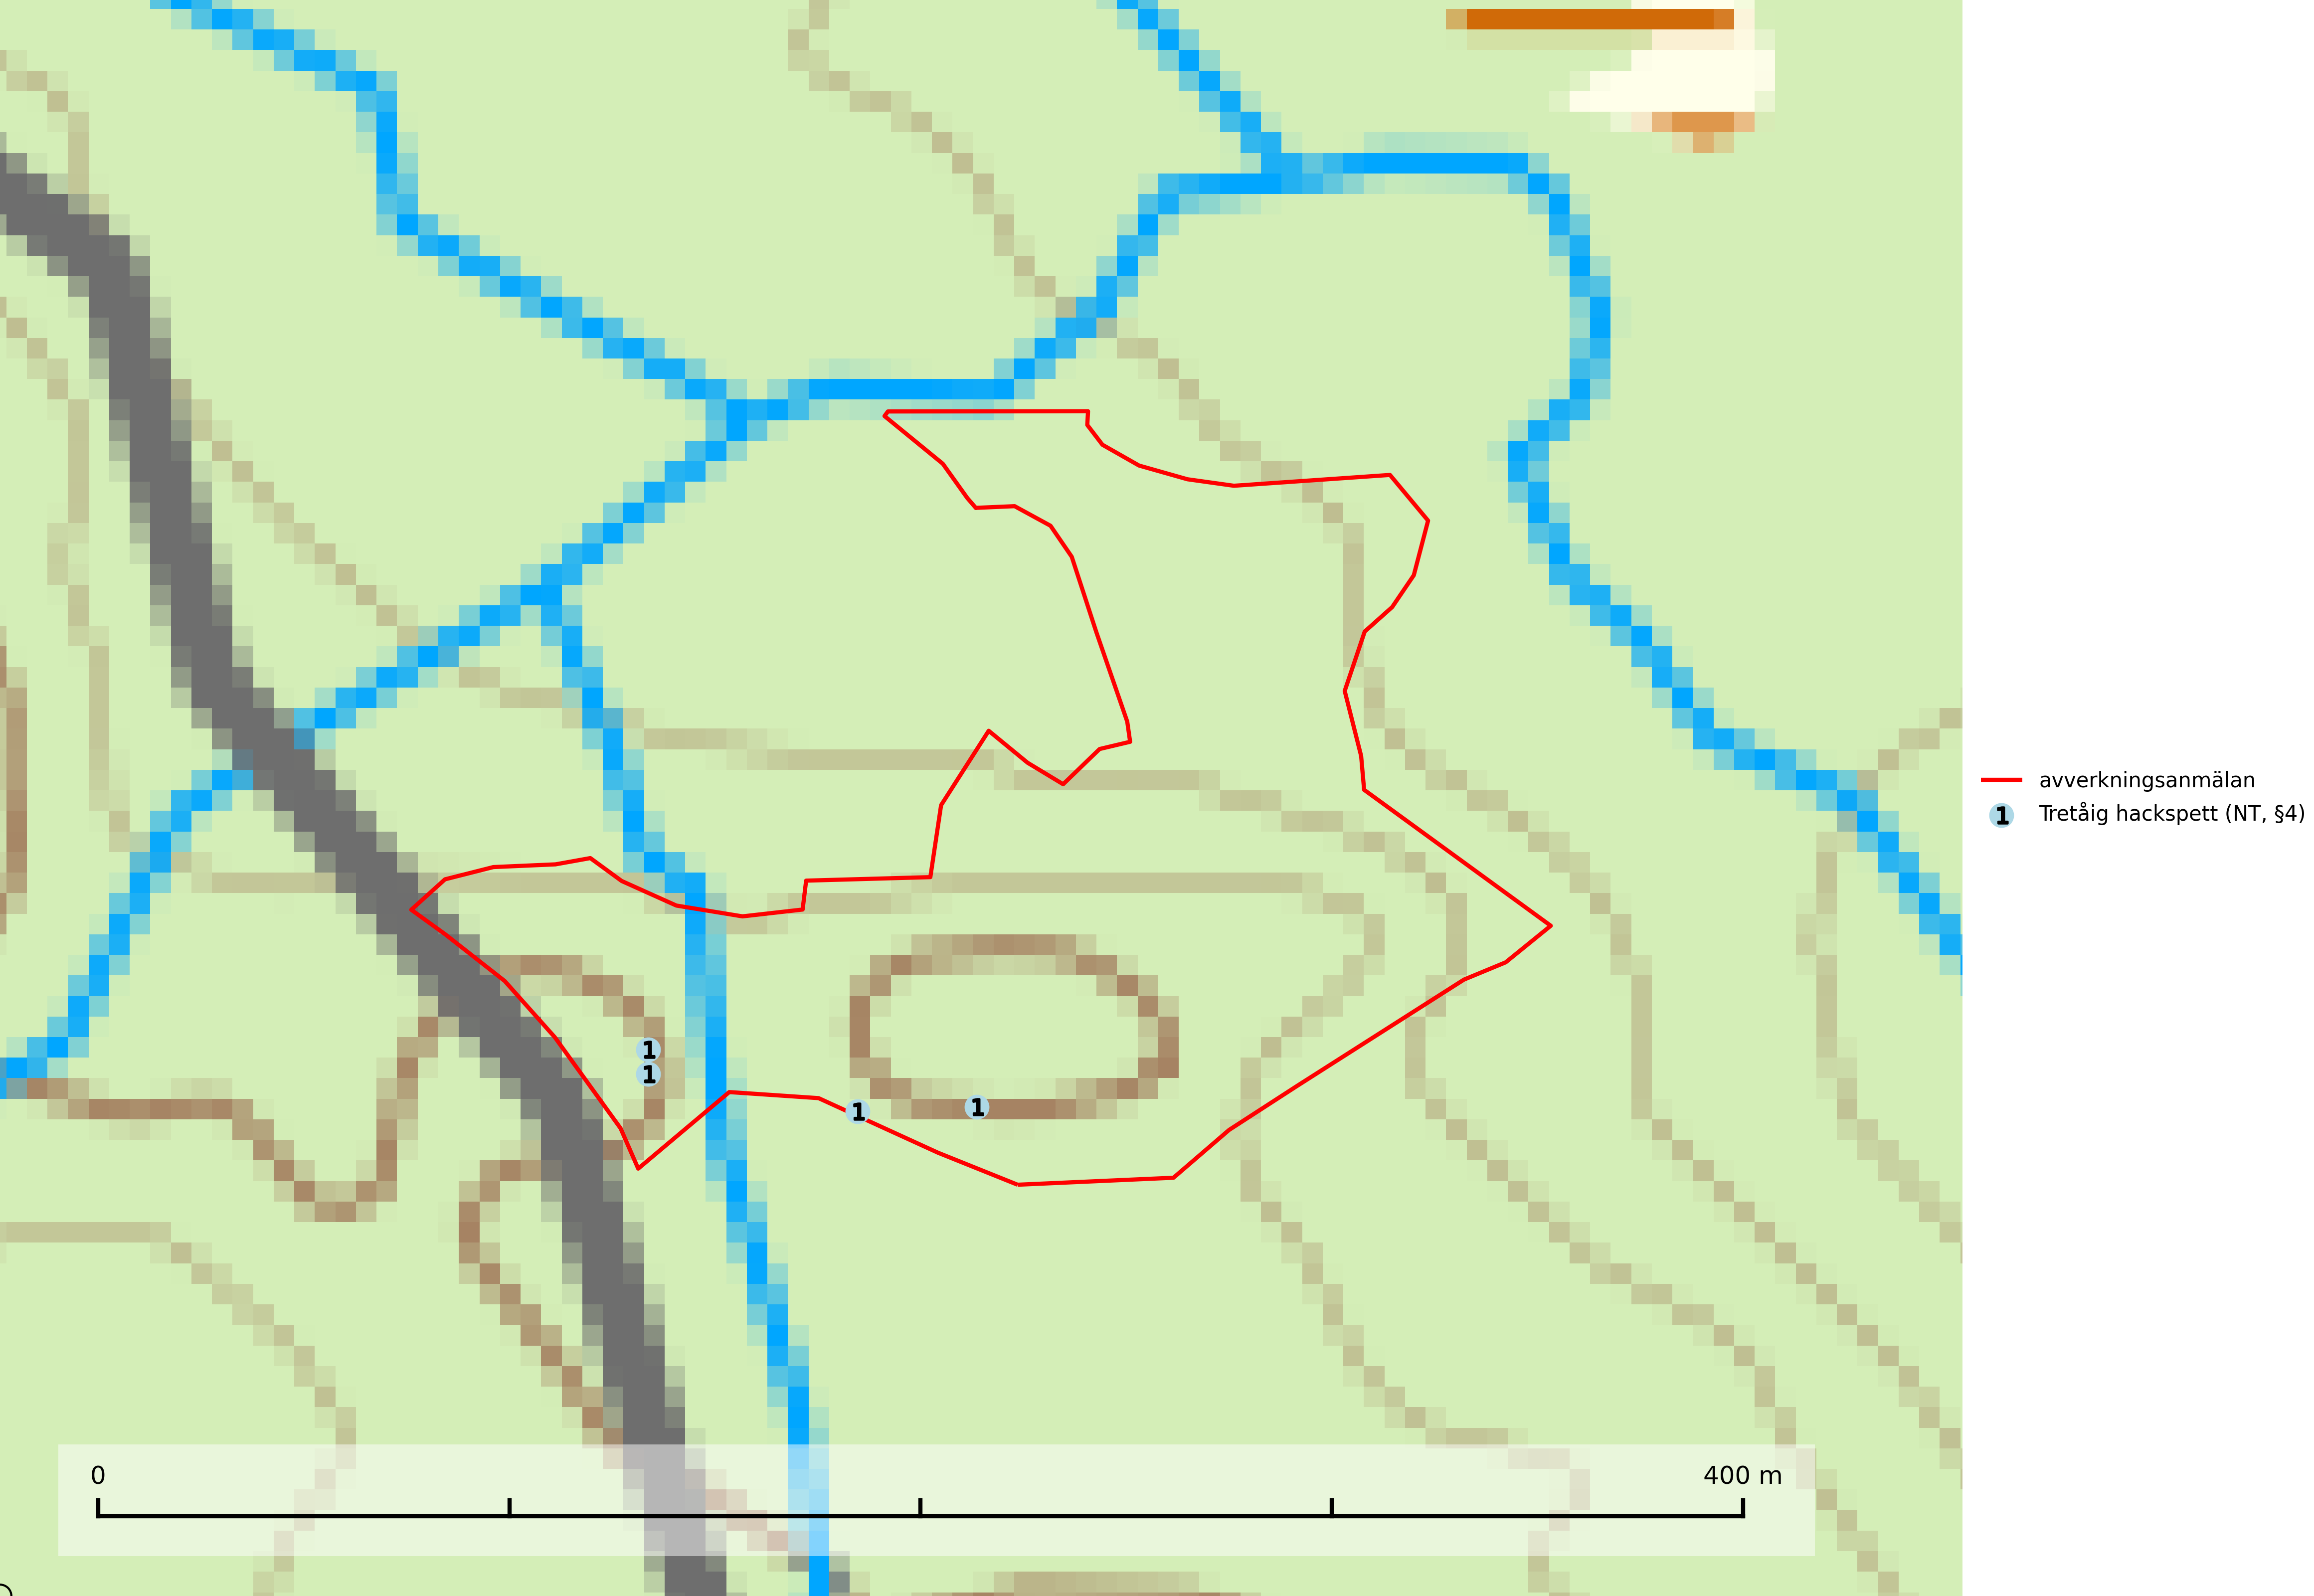 avverkningsanmälan
1 Tretåig hackspett (NT, §4)
1
1
1 1
0 400 m